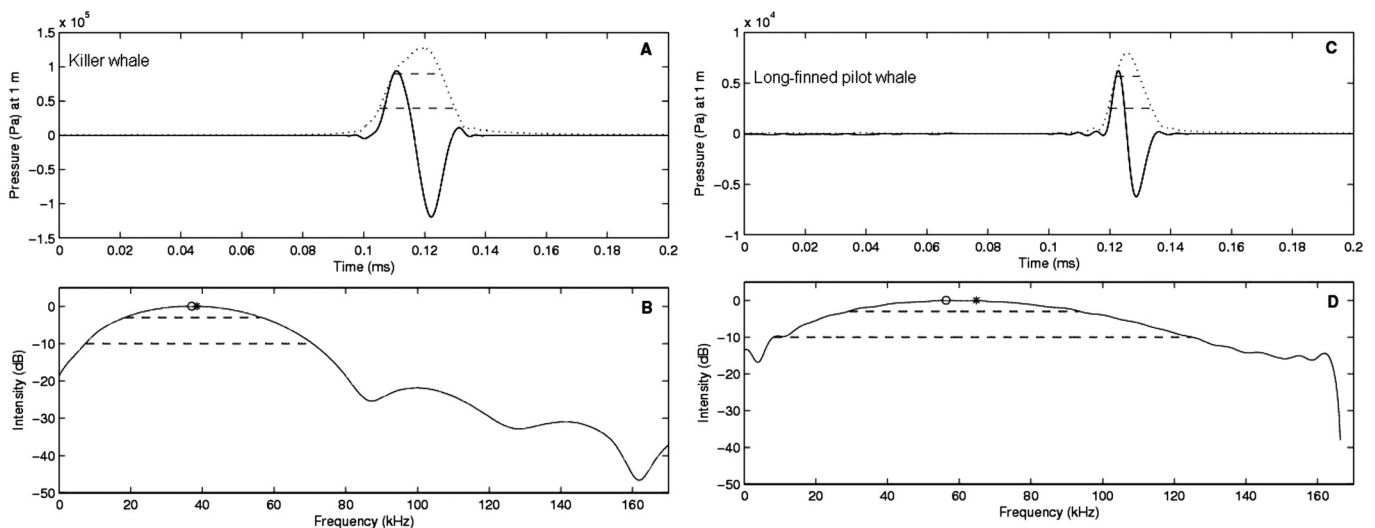 x 10⁵
1.5
1
0.5
0
−0.5
−1
−1.5
Pressure (Pa) at 1 m
Killer whale
A
0 0.02 0.04 0.06 0.08 0.1 0.12 0.14 0.16 0.18 0.2
Time (ms)
0
−10
−20
−30
−40
−50
Intensity (dB)
B
0 20 40 60 80 100 120 140 160
Frequency (kHz)
x 10⁴
1
0.5
0
−0.5
−1
Pressure (Pa) at 1 m
Long-finned pilot whale
C
0 0.02 0.04 0.06 0.08 0.1 0.12 0.14 0.16 0.18 0.2
Time (ms)
0
−10
−20
−30
−40
−50
Intensity (dB)
D
0 20 40 60 80 100 120 140 160
Frequency (kHz)